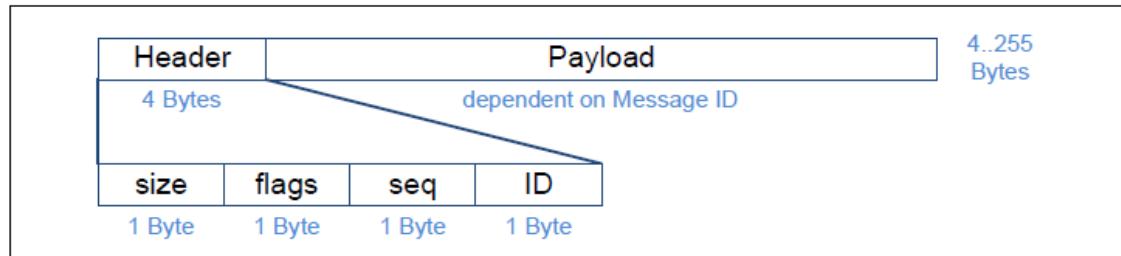 Header Payload 4..255
Bytes
4 Bytes dependent on Message ID
size flags seq ID
1 Byte 1 Byte 1 Byte 1 Byte